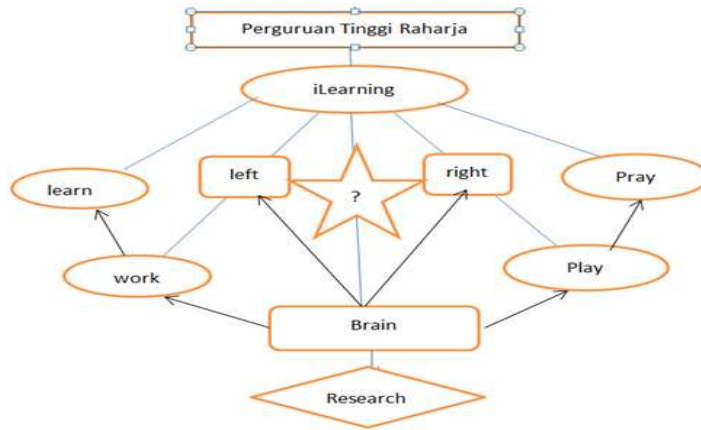 Perguruan Tinggi Raharja
iLearning
left
right
learn
?
Pray
work
Play
Brain
Research